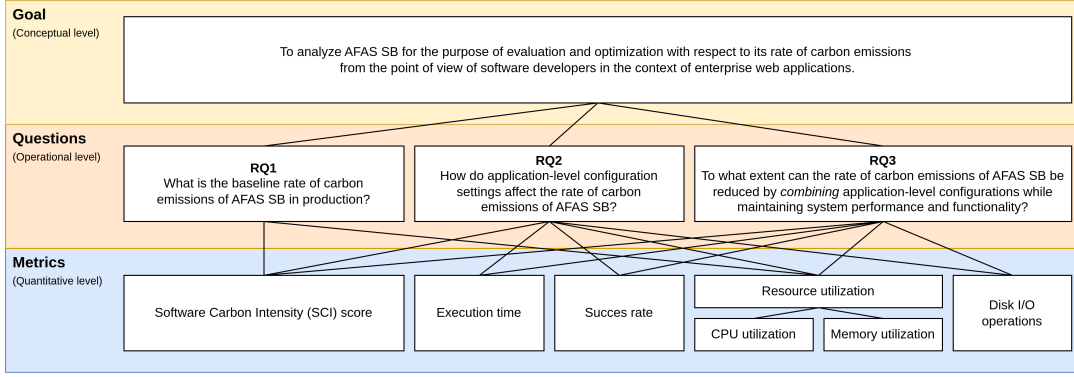 Goal
(Conceptual level)
To analyze AFAS SB for the purpose of evaluation and optimization with respect to its rate of carbon emissions
from the point of view of software developers in the context of enterprise web applications.
Questions
(Operational level)
RQ1
What is the baseline rate of carbon
emissions of AFAS SB in production?
RQ2
How do application-level configuration
settings affect the rate of carbon
emissions of AFAS SB?
RQ3
To what extent can the rate of carbon emissions of AFAS SB be
reduced by combining application-level configurations while
maintaining system performance and functionality?
Metrics
(Quantitative level)
Software Carbon Intensity (SCI) score
Execution time
Succes rate
Resource utilization
CPU utilization
Memory utilization
Disk I/O
operations